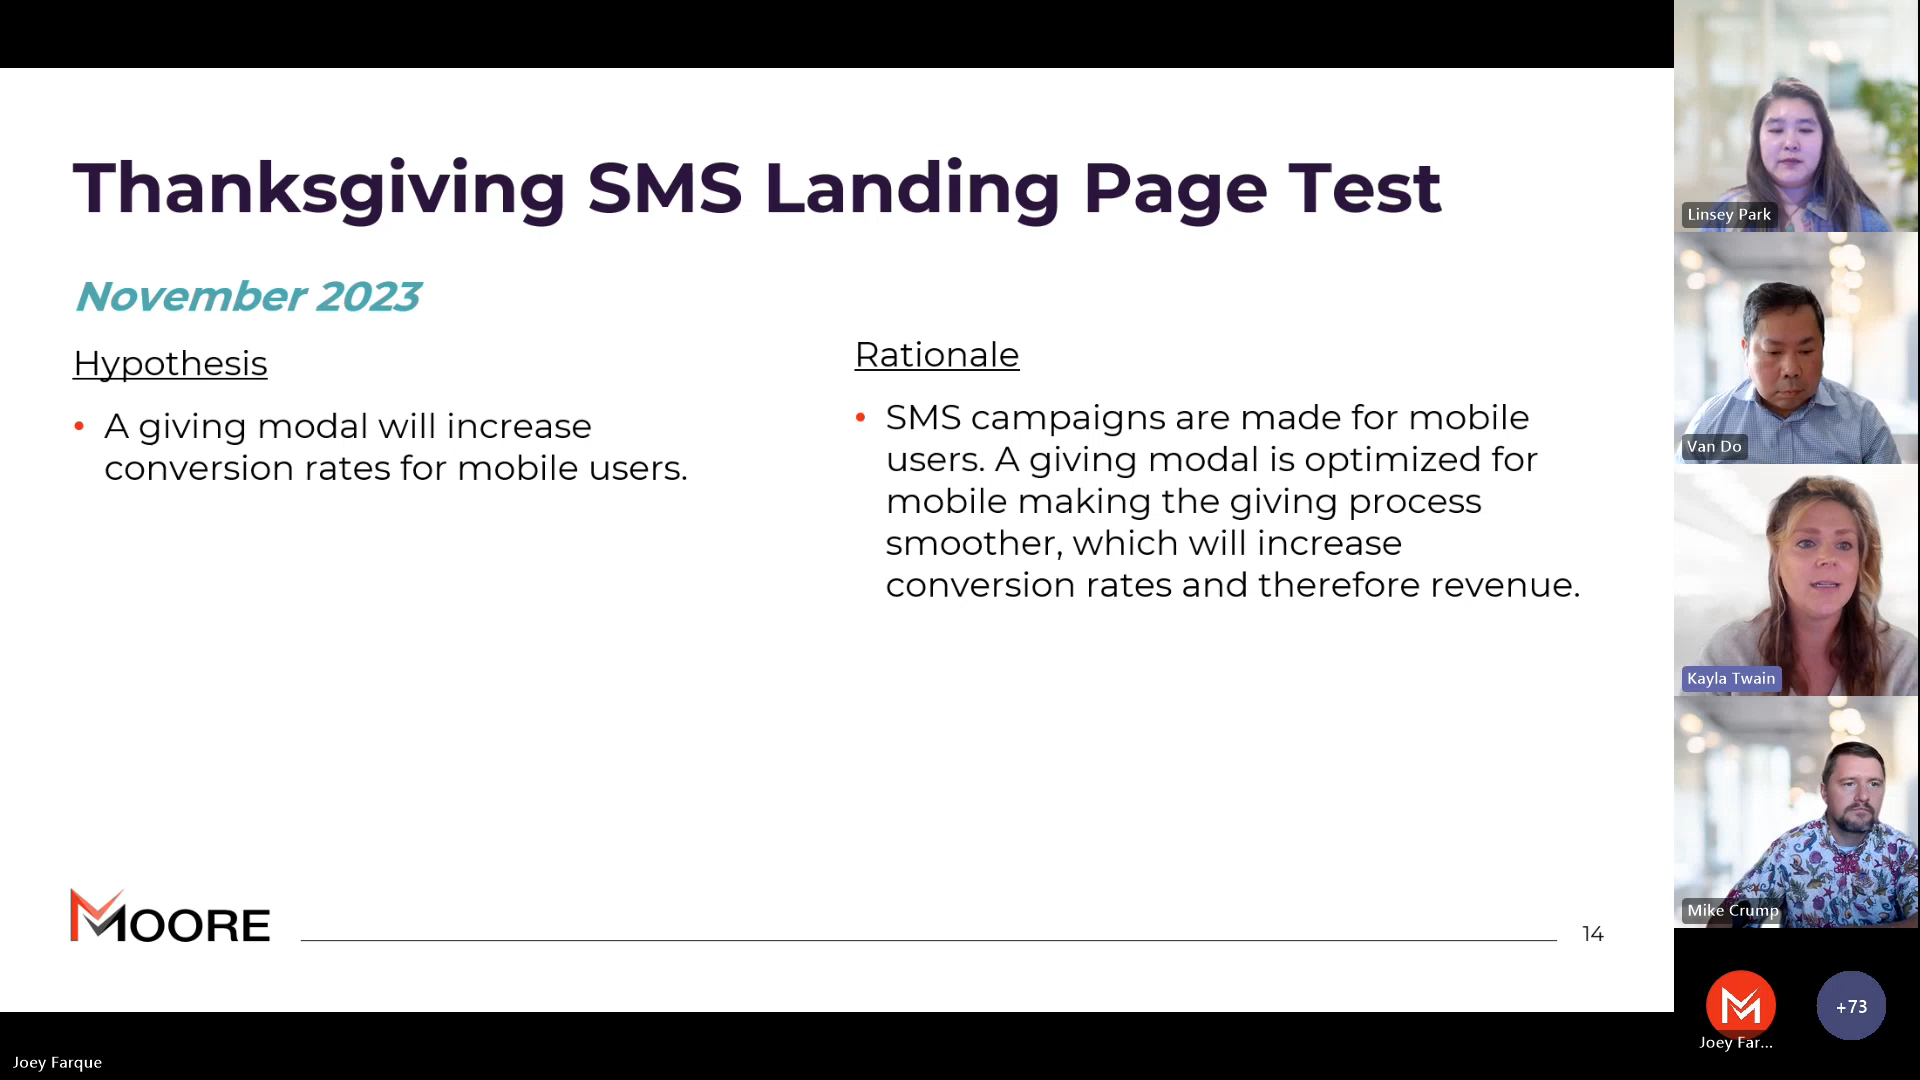 Thanksgiving SMS Landing Page Test
November 2023
Hypothesis
• A giving modal will increase
conversion rates for mobile users.
Rationale
• SMS campaigns are made for mobile
users. A giving modal is optimized for
mobile making the giving process
smoother, which will increase
conversion rates and therefore revenue.
MOORE
14
Linsey Park
Van Do
Kayla Twain
Mike Crump
Joey Far...
+73
Joey Farque